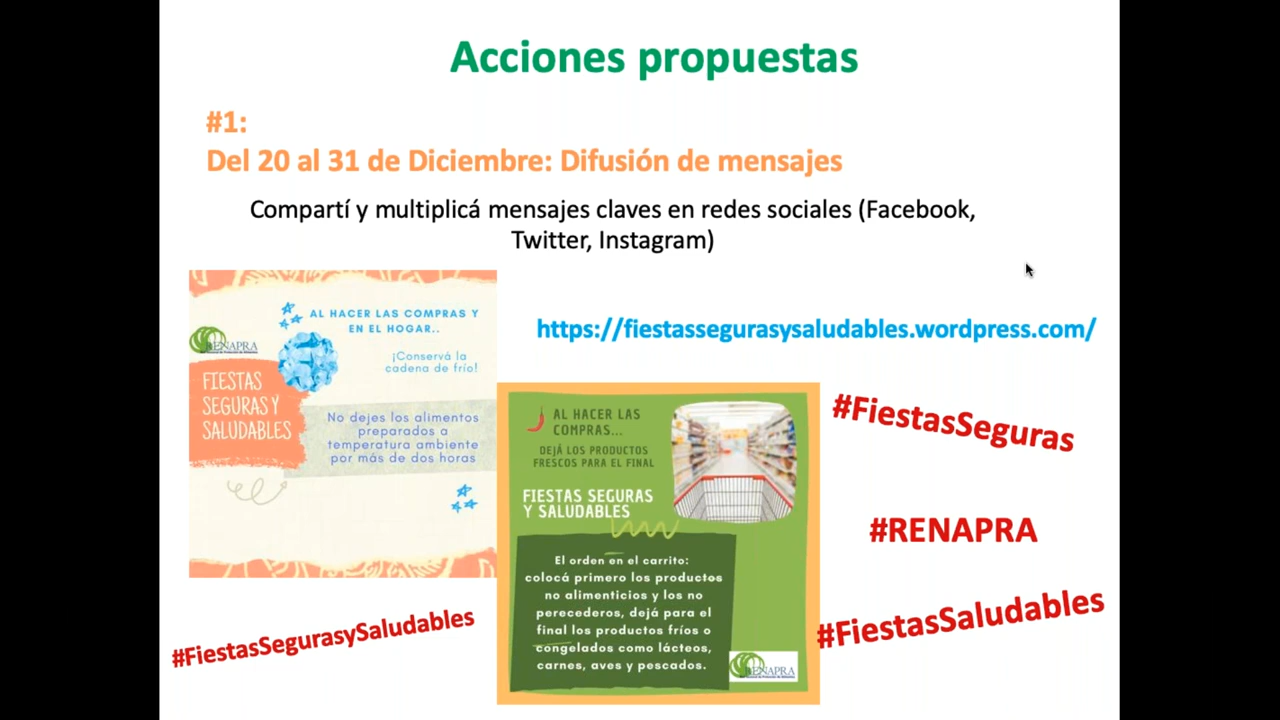 Acciones propuestas
#1:
Del 20 al 31 de Diciembre: Difusión de mensajes
Compartí y multiplicá mensajes claves en redes sociales (Facebook,
Twitter, Instagram)
AL HACER LAS COMPRAS Y
EN EL HOGAR..
RENAPRA
¡Conservá la
cadena de frío!
FIESTAS
SEGURAS Y
SALUDABLES
No dejes los alimentos
preparados a
temperatura ambiente
por más de dos horas
https://fiestassegurasysaludables.wordpress.com/
AL HACER LAS
COMPRAS...
DEJÁ LOS PRODUCTOS
FRESCOS PARA EL FINAL
FIESTAS SEGURAS
Y SALUDABLES
El orden en el carrito:
colocá primero los productos
no alimenticios y los no
perecederos, dejá para el
final los productos fríos o
congelados como lácteos,
carnes, aves y pescados.
RENAPRA
#FiestasSeguras
#RENAPRA
#FiestasSaludables
#FiestasSegurasySaludables